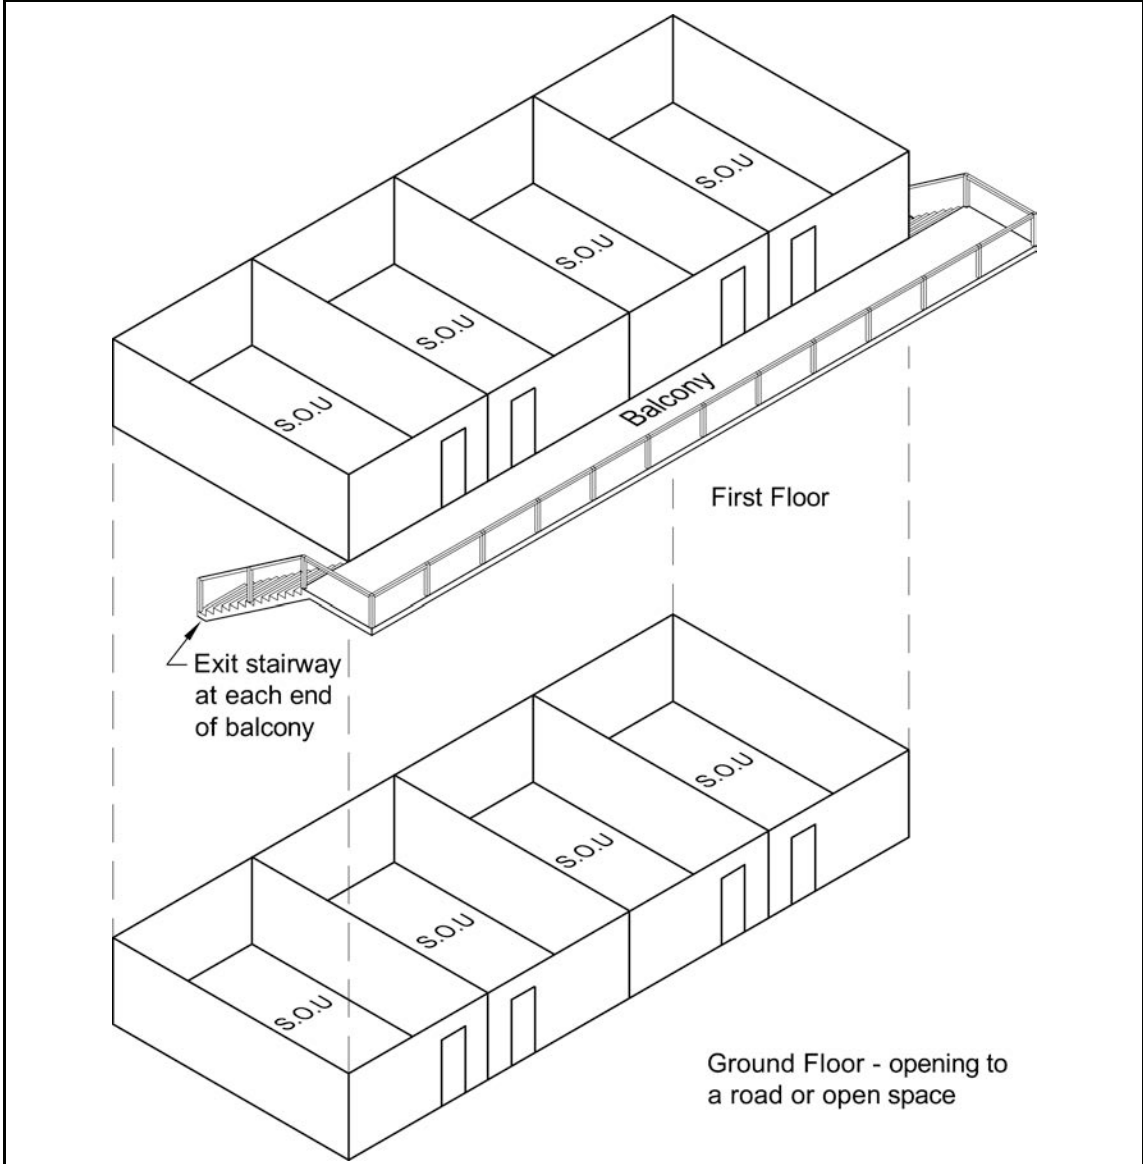 S.O.U
S.O.U
S.O.U
S.O.U
Balcony
First Floor
Exit stairway
at each end
of balcony
S.O.U
S.O.U
S.O.U
S.O.U
Ground Floor - opening to
a road or open space